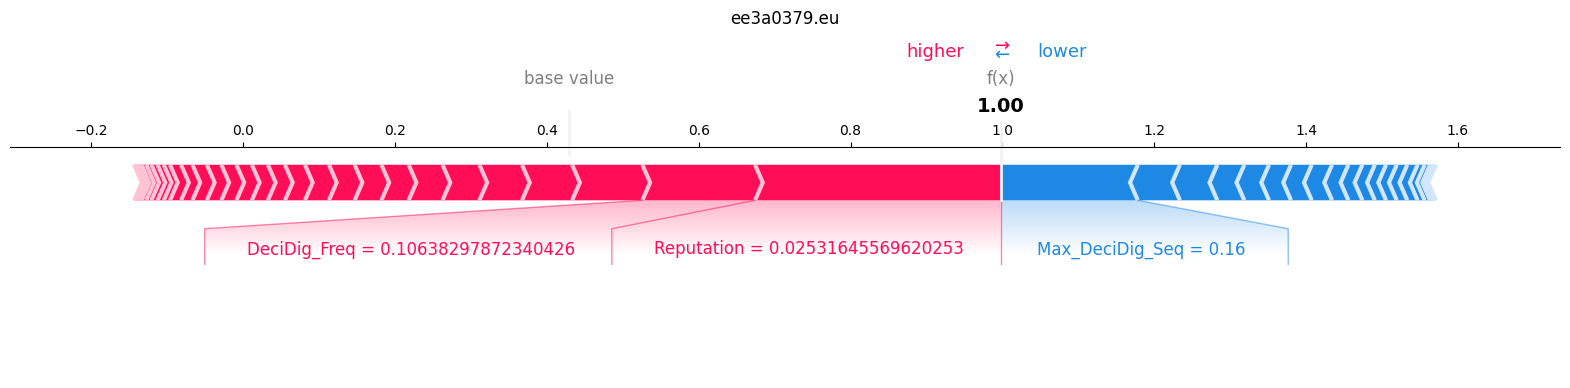 ee3a0379.eu
higher ⇄ lower
base value f(x)
1.00
−0.2 0.0 0.2 0.4 0.6 0.8 1.0 1.2 1.4 1.6
DeciDig_Freq = 0.10638297872340426 Reputation = 0.02531645569620253 Max_DeciDig_Seq = 0.16